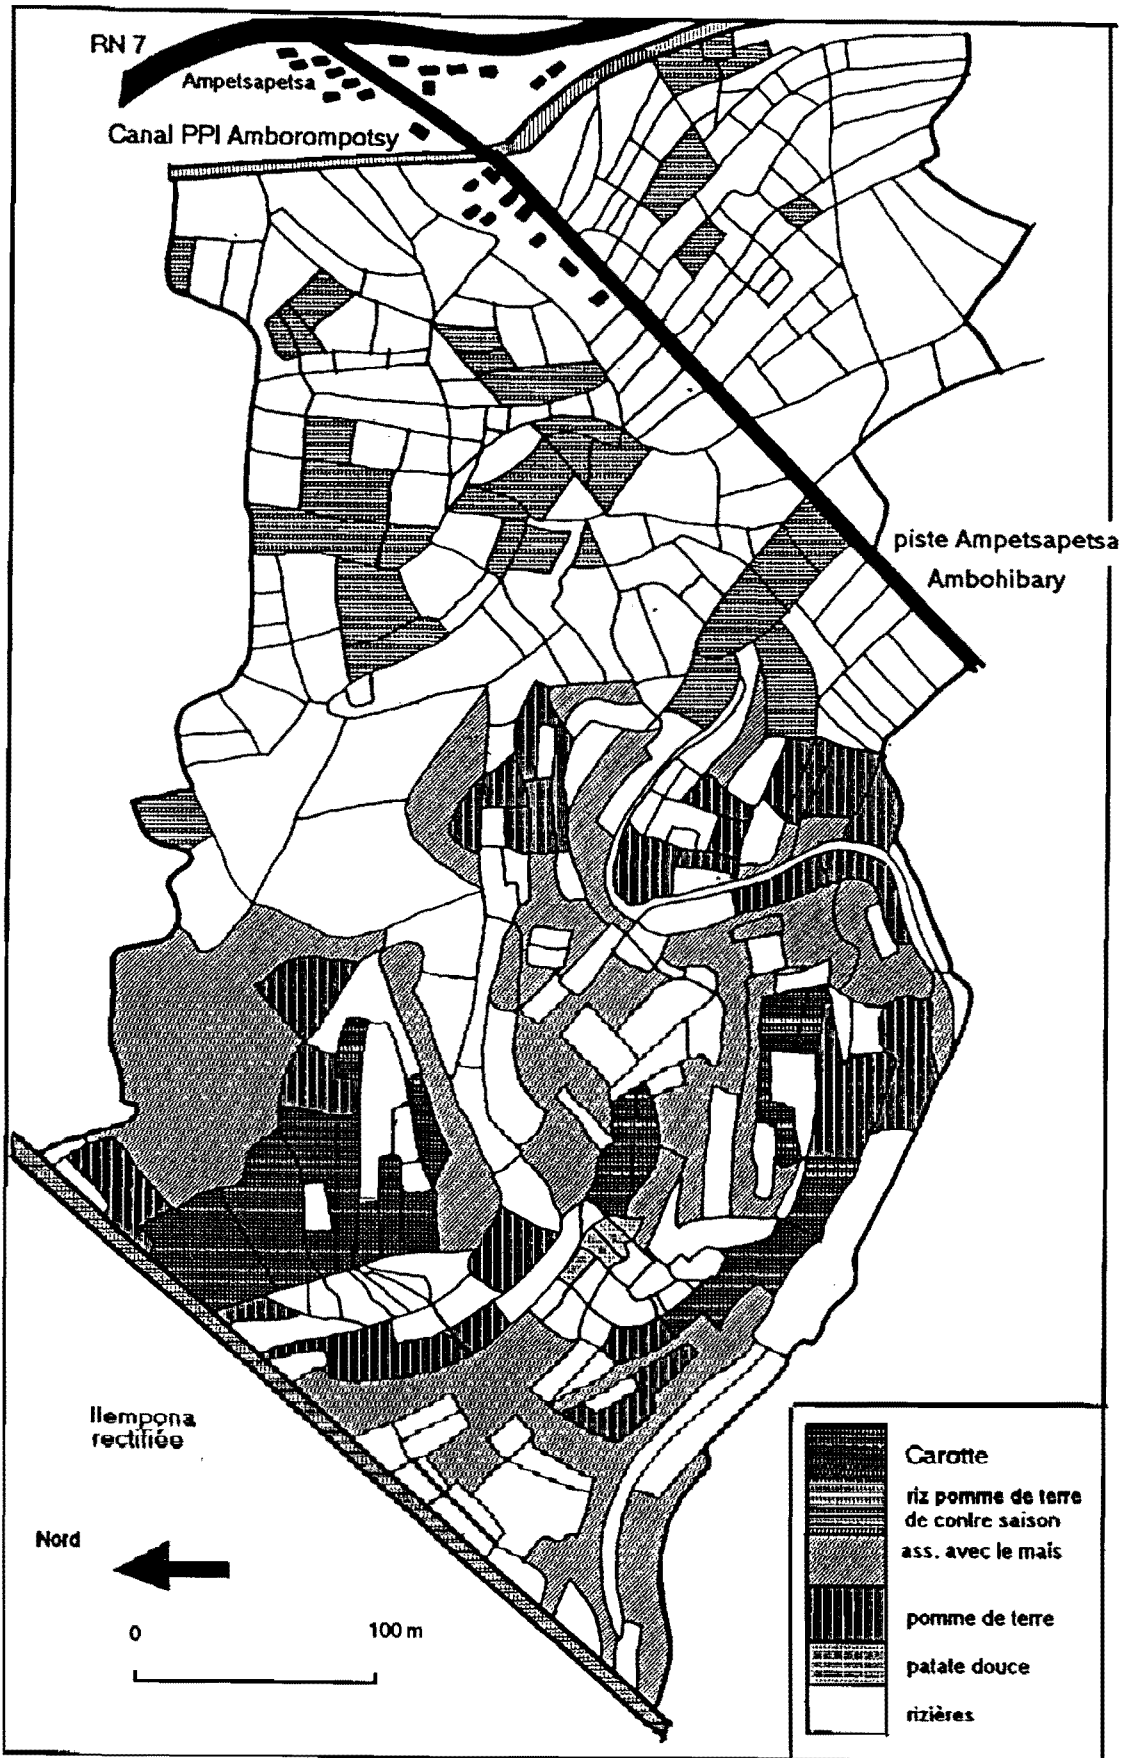 RN 7
Ampetsapetsa
Canal PPI Amborompotsy
piste Ampetsapetsa
Ambohibary
Ilempona
rectifiée
Nord
0
100 m
Carotte
riz pomme de terre
de contre saison
ass. avec le mais
pomme de terre
patate douce
rizières